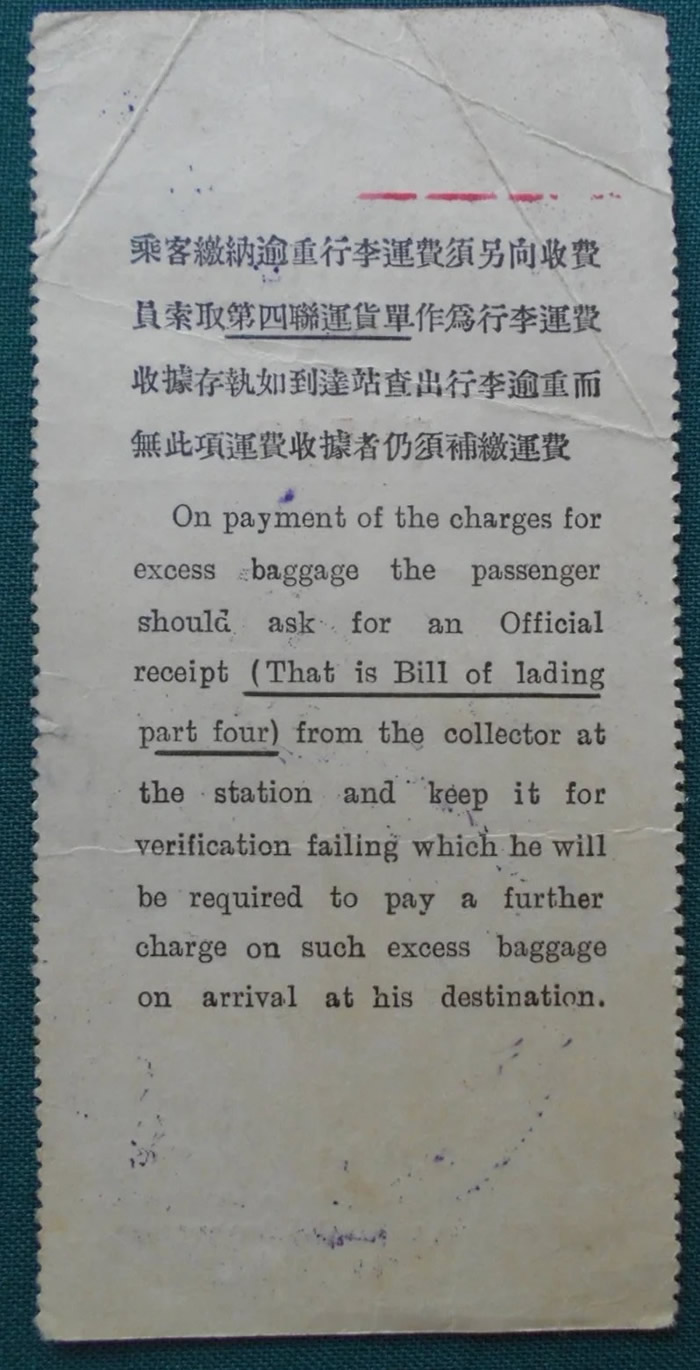 乘客繳納逾重行李運費須另向收費
員索取第四聯運貨單作爲行李運費
收據存執如到達站查出行李逾重而
無此項運費收據者仍須補繳運費
On payment of the charges for
excess baggage the passenger
should ask for an Official
receipt (That is Bill of lading
part four) from the collector at
the station and keep it for
verification failing which he will
be required to pay a further
charge on such excess baggage
on arrival at his destination.